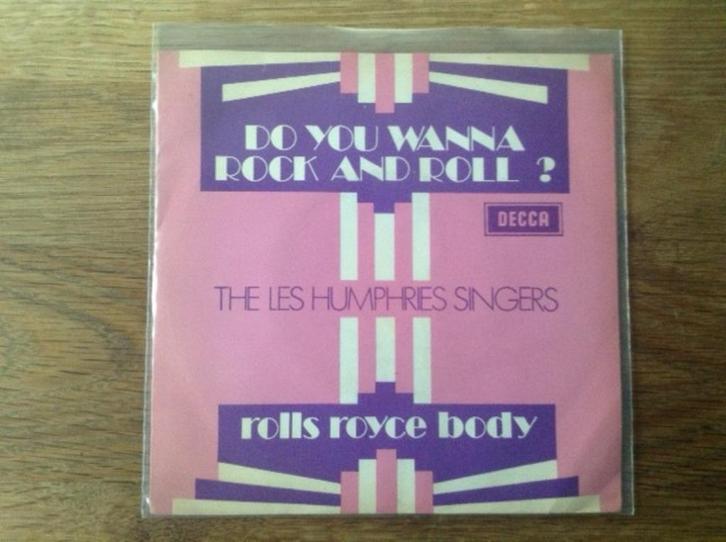 DO YOU WANNA
ROCK AND ROLL ?
DECCA
THE LES HUMPHRIES SINGERS
rolls royce body